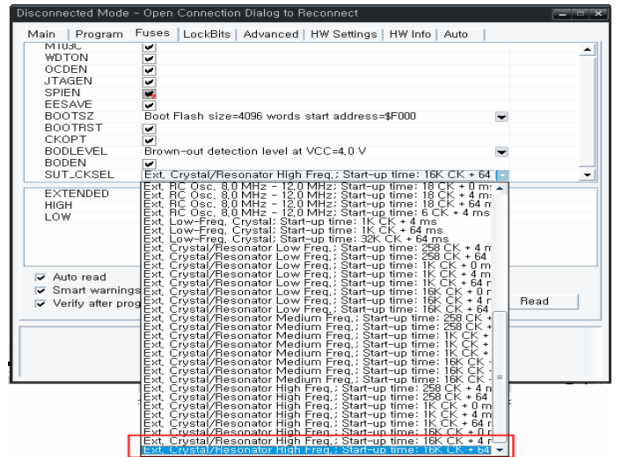 Disconnected Mode - Open Connection Dialog to Reconnect
Main Program Fuses LockBits Advanced HW Settings HW Info Auto
M103C
WDTON
OCDEN
JTAGEN
SPIEN
EESAVE
BOOTSZ Boot Flash size=4096 words start address=$F000
BOOTRST
CKOPT
BODLEVEL Brown-out detection level at VCC=4,0 V
BODEN
SUT_CKSEL Ext, Crystal/Resonator High Freq,; Start-up time: 16K CK + 64
EXTENDED
HIGH
LOW
Ext, RC Osc, 8,0 MHz - 12,0 MHz; Start-up time: 18 CK + 0 ms
Ext, RC Osc, 8,0 MHz - 12,0 MHz; Start-up time: 18 CK + 4 ms
Ext, RC Osc, 8,0 MHz - 12,0 MHz; Start-up time: 18 CK + 64 m
Ext, RC Osc, 8,0 MHz - 12,0 MHz; Start-up time: 6 CK + 4 ms
Ext, Low-Freq, Crystal; Start-up time: 1K CK + 4 ms
Ext, Low-Freq, Crystal; Start-up time: 1K CK + 64 ms
Ext, Low-Freq, Crystal; Start-up time: 32K CK + 64 ms
Ext, Crystal/Resonator Low Freq,; Start-up time: 258 CK + 4 m
Ext, Crystal/Resonator Low Freq,; Start-up time: 258 CK + 64
Ext, Crystal/Resonator Low Freq,; Start-up time: 1K CK + 0 m
Ext, Crystal/Resonator Low Freq,; Start-up time: 1K CK + 4 m
Ext, Crystal/Resonator Low Freq,; Start-up time: 1K CK + 64 m
Ext, Crystal/Resonator Low Freq,; Start-up time: 16K CK + 0 r
Ext, Crystal/Resonator Low Freq,; Start-up time: 16K CK + 4 r
Ext, Crystal/Resonator Low Freq,; Start-up time: 16K CK + 64
Ext, Crystal/Resonator Medium Freq,; Start-up time: 258 CK +
Ext, Crystal/Resonator Medium Freq,; Start-up time: 258 CK +
Ext, Crystal/Resonator Medium Freq,; Start-up time: 1K CK +
Ext, Crystal/Resonator Medium Freq,; Start-up time: 1K CK +
Ext, Crystal/Resonator Medium Freq,; Start-up time: 1K CK +
Ext, Crystal/Resonator Medium Freq,; Start-up time: 16K CK
Ext, Crystal/Resonator Medium Freq,; Start-up time: 16K CK
Ext, Crystal/Resonator Medium Freq,; Start-up time: 16K CK
Ext, Crystal/Resonator High Freq,; Start-up time: 258 CK + 4 n
Ext, Crystal/Resonator High Freq,; Start-up time: 258 CK + 64
Ext, Crystal/Resonator High Freq,; Start-up time: 1K CK + 0 m
Ext, Crystal/Resonator High Freq,; Start-up time: 1K CK + 4 m
Ext, Crystal/Resonator High Freq,; Start-up time: 1K CK + 64 m
Ext, Crystal/Resonator High Freq,; Start-up time: 16K CK + 0 r
Ext, Crystal/Resonator High Freq,; Start-up time: 16K CK + 4 r
Ext, Crystal/Resonator High Freq,; Start-up time: 16K CK + 64
Auto read
Smart warnings
Verify after prog
Read